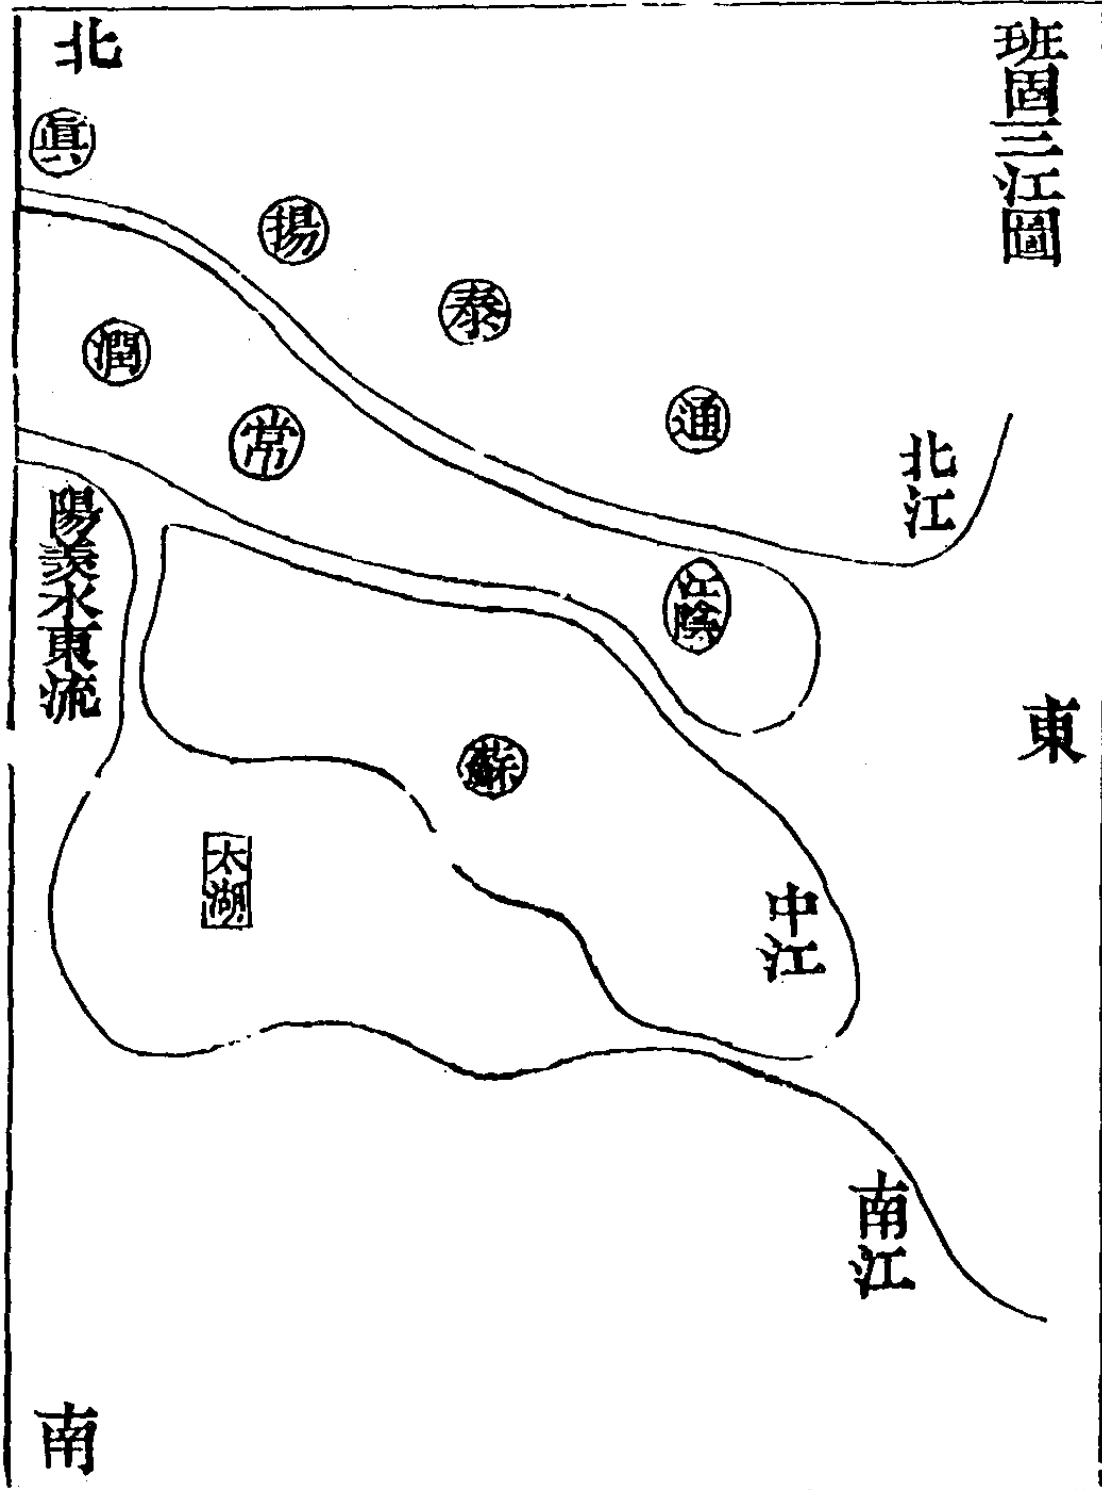 班固三江圖
東
北江
中江
南江
通
江陰
泰
蘇
揚
常
太湖
潤
北
眞
陽羨水東流
南